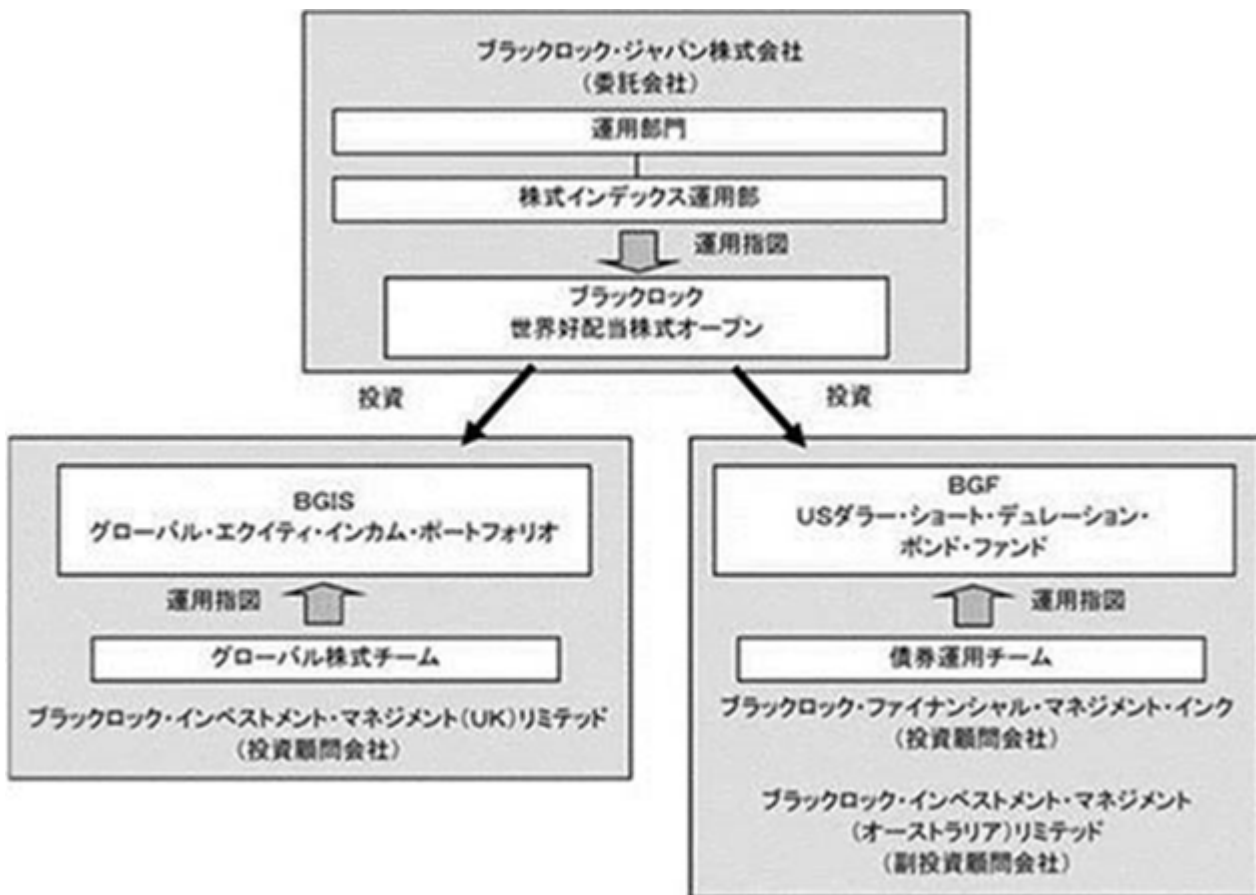 ブラックロック・ジャパン株式会社
（委託会社）
運用部門
株式インデックス運用部
運用指図
ブラックロック
世界好配当株式オープン
投資
投資
BGIS
グローバル・エクイティ・インカム・ポートフォリオ
運用指図
グローバル株式チーム
ブラックロック・インベストメント・マネジメント（UK）リミテッド
（投資顧問会社）
BGF
USダラー・ショート・デュレーション・
ボンド・ファンド
運用指図
債券運用チーム
ブラックロック・ファイナンシャル・マネジメント・インク
（投資顧問会社）
ブラックロック・インベストメント・マネジメント
（オーストラリア）リミテッド
（副投資顧問会社）